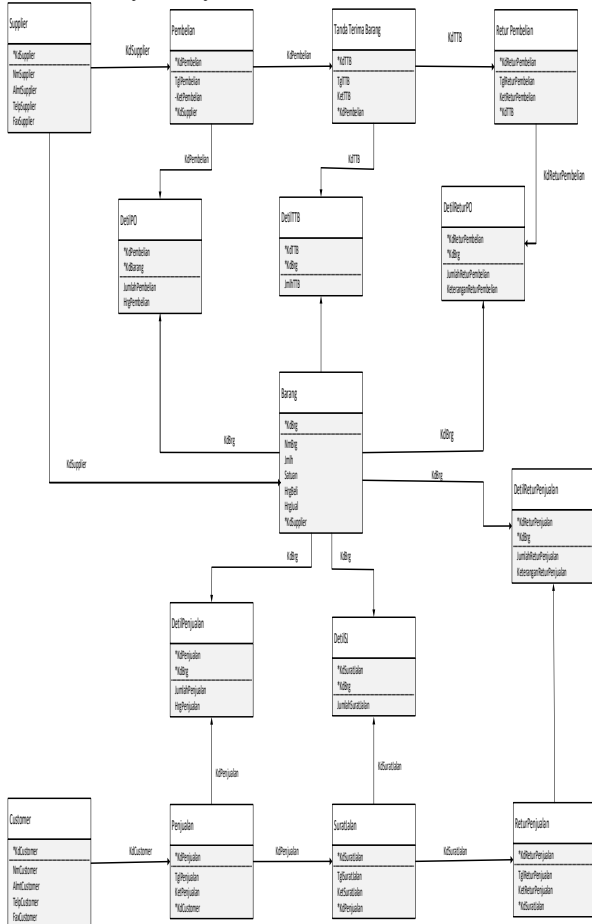 Supplier
*KdSupplier
NmSupplier
AlmtSupplier
TelpSupplier
FaxSupplier
KdSupplier
Pembelian
*KdPembelian
TglPembelian
-KetPembelian
*KdSupplier
KdPembelian
Tanda Terima Barang
*KdTTB
TglTTB
KetTTB
*KdPembelian
KdTTB
Retur Pembelian
*KdReturPembelian
TglReturPembelian
KetReturPembelian
*KdTTB
KdPembelian
KdTTB
KdReturPembelian
DetilPO
*KdPembelian
*KdBarang
JumlahPembelian
HrgPembelian
DetilTTB
*KdTTB
*KdBrg
JmlhTTB
DetilReturPO
*KdReturPembelian
*KdBrg
JumlahReturPembelian
KeteranganReturPembelian
Barang
*KdBrg
NmBrg
Jmlh
Satuan
HrgBeli
HrgJual
*KdSupplier
KdBrg
KdBrg
KdSupplier
KdBrg
DetilReturPenjualan
*KdReturPenjualan
*KdBrg
JumlahReturPenjualan
KeteranganReturPenjualan
KdBrg
KdBrg
DetilPenjualan
*KdPenjualan
*KdBrg
JumlahPenjualan
HrgPenjualan
DetilSJ
*KdSuratJalan
*KdBrg
JumlahSuratJalan
KdPenjualan
KdSuratJalan
Customer
*KdCustomer
NmCustomer
AlmtCustomer
TelpCustomer
FaxCustomer
KdCustomer
Penjualan
*KdPenjualan
TglPenjualan
KetPenjualan
*KdCustomer
KdPenjualan
SuratJalan
*KdSuratJalan
TglSuratJalan
KetSuratJalan
*KdPenjualan
KdSuratJalan
ReturPenjualan
*KdReturPenjualan
TglReturPenjualan
KetReturPenjualan
*KdSuratJalan